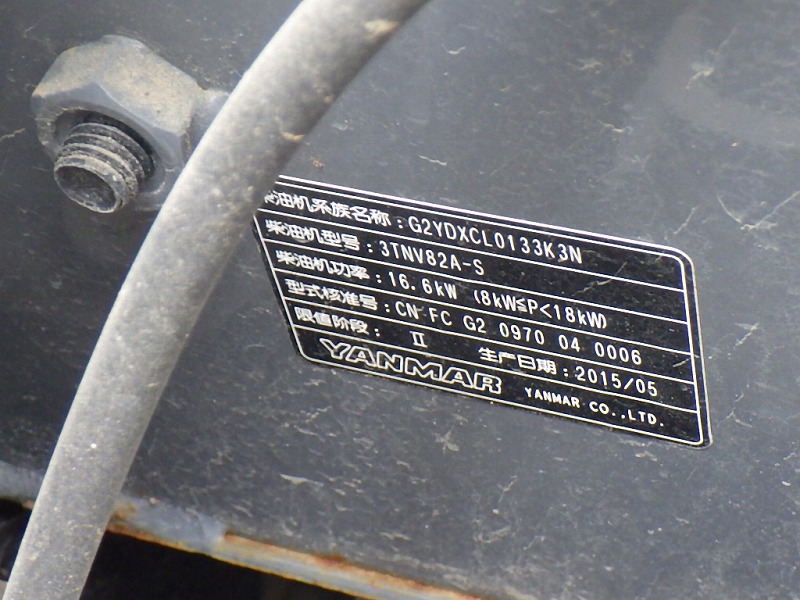 柴油机系族名称：G2YDXCL0133K3N
柴油机型号：3TNV82A-S
柴油机功率：16.6kW (8kW≦P<18kW)
型式核准号：CN FC G2 0970 04 0006
限值阶段： Ⅱ 生产日期：2015/05
YANMAR YANMAR CO.,LTD.